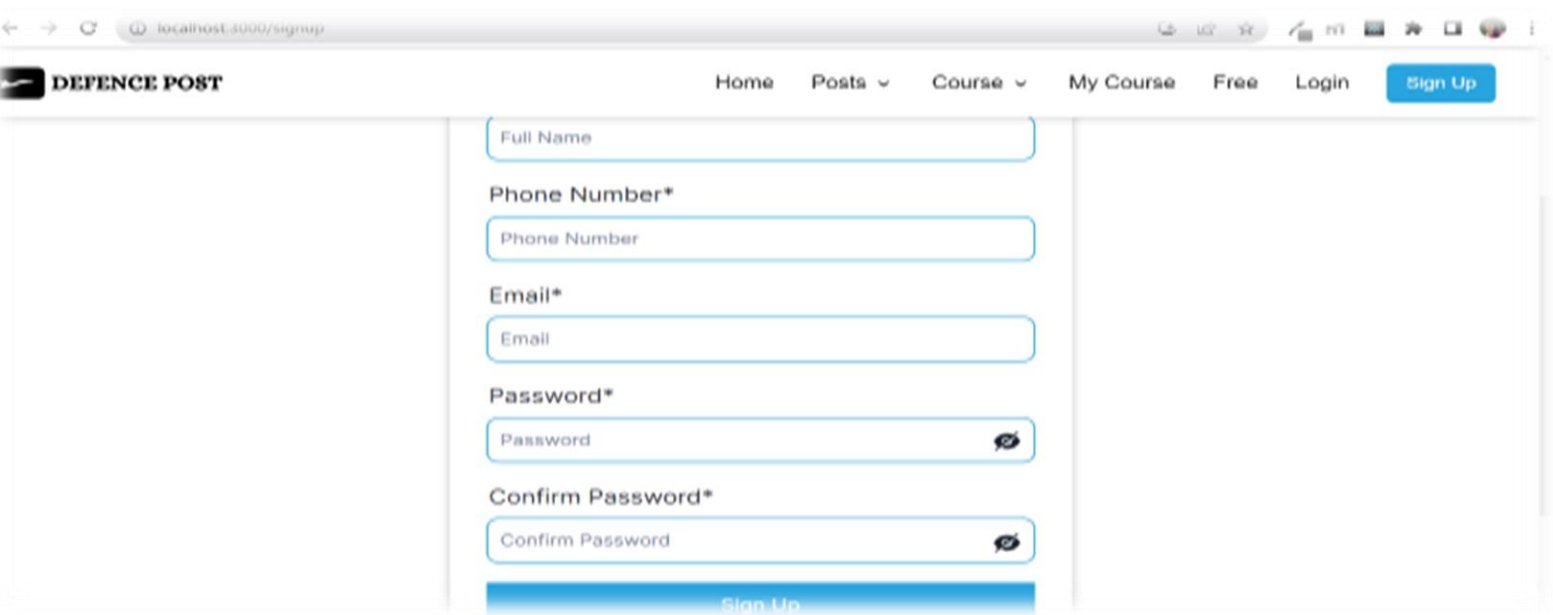 localhost:3000/signup
DEFENCE POST Home Posts Course My Course Free Login Sign Up
Full Name
Phone Number*
Phone Number
Email*
Email
Password*
Password
Confirm Password*
Confirm Password
Sign Up